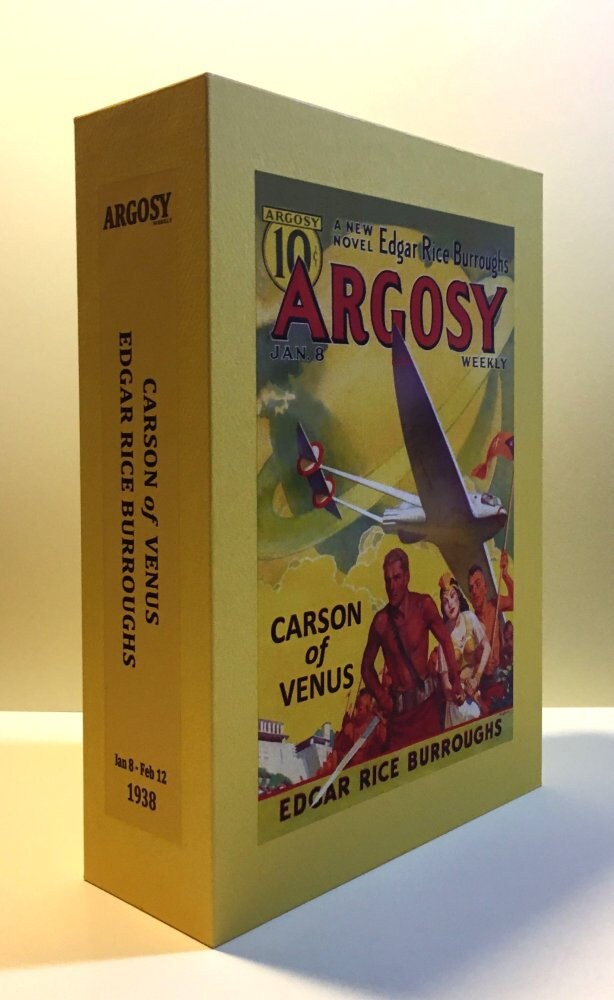 ARGOSY
WEEKLY
CARSON of VENUS
EDGAR RICE BURROUGHS
Jan 8 - Feb 12
1938
ARGOSY
10¢
A NEW
NOVEL Edgar Rice Burroughs
ARGOSY
JAN 8
WEEKLY
CARSON
of
VENUS
EDGAR RICE BURROUGHS